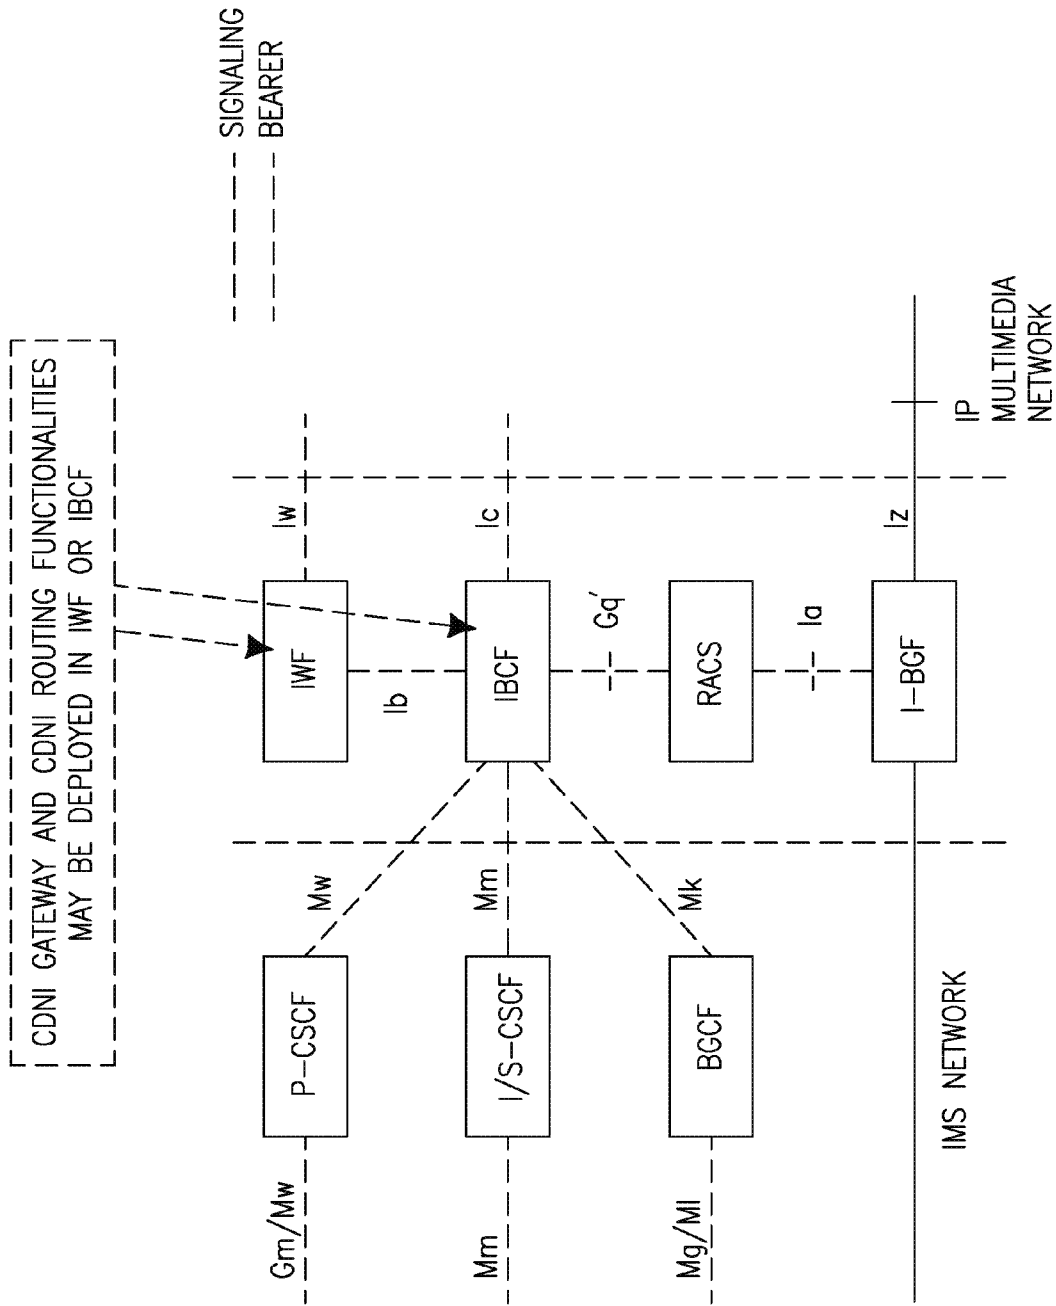 CDNI GATEWAY AND CDNI ROUTING FUNCTIONALITIES
MAY BE DEPLOYED IN IWF OR IBCF
SIGNALING
BEARER
Gm/Mw
P-CSCF
Mw
IWF
Iw
Ib
Mm
I/S-CSCF
Mm
IBCF
Ic
Gq'
Mg/Ml
BGCF
Mk
RACS
Ia
I-BGF
Iz
IMS NETWORK
IP
MULTIMEDIA
NETWORK